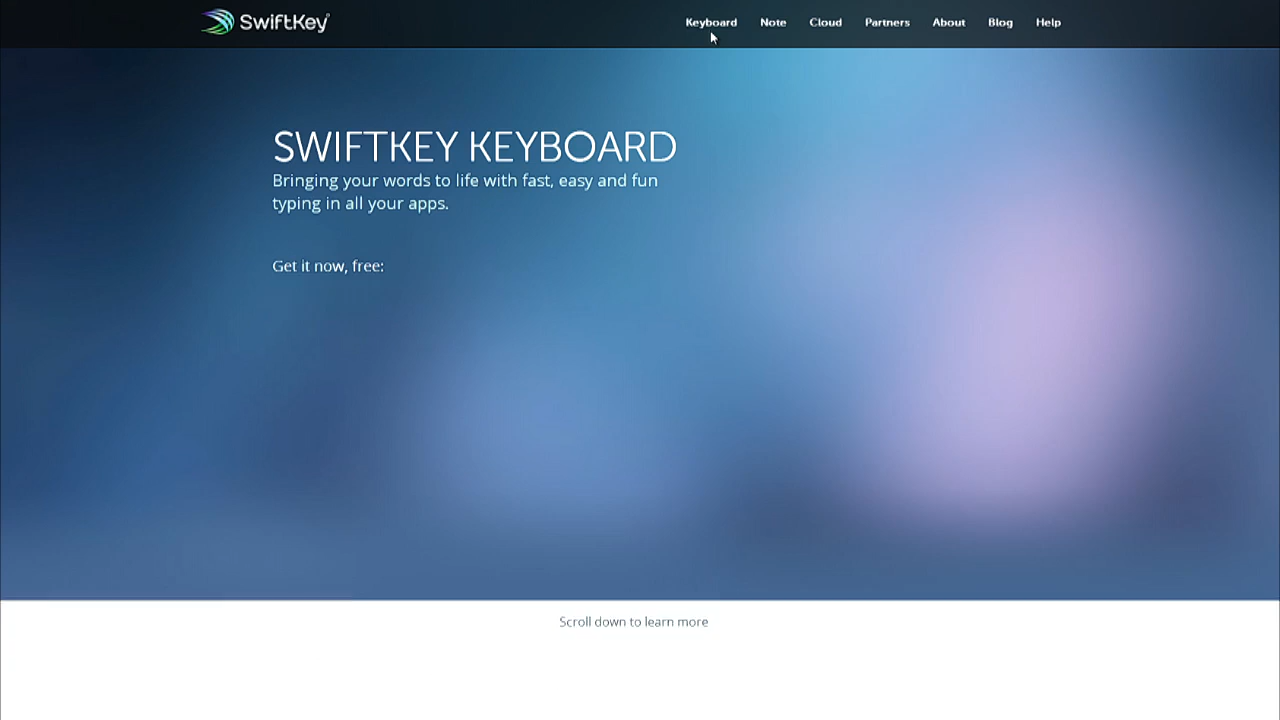 SwiftKey
Keyboard Note Cloud Partners About Blog Help
SWIFTKEY KEYBOARD
Bringing your words to life with fast, easy and fun
typing in all your apps.
Get it now, free:
Scroll down to learn more